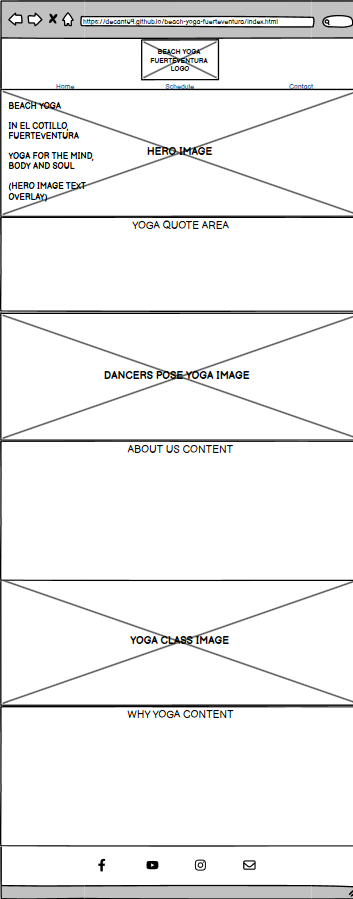 https://decanty9.github.io/beach-yoga-fuerteventura/index.html
BEACH YOGA
FUERTEVENTURA
LOGO
Home Schedule Contact
BEACH YOGA
IN EL COTILLO,
FUERTEVENTURA
YOGA FOR THE MIND,
BODY AND SOUL
(HERO IMAGE TEXT
OVERLAY)
HERO IMAGE
YOGA QUOTE AREA
DANCERS POSE YOGA IMAGE
ABOUT US CONTENT
YOGA CLASS IMAGE
WHY YOGA CONTENT